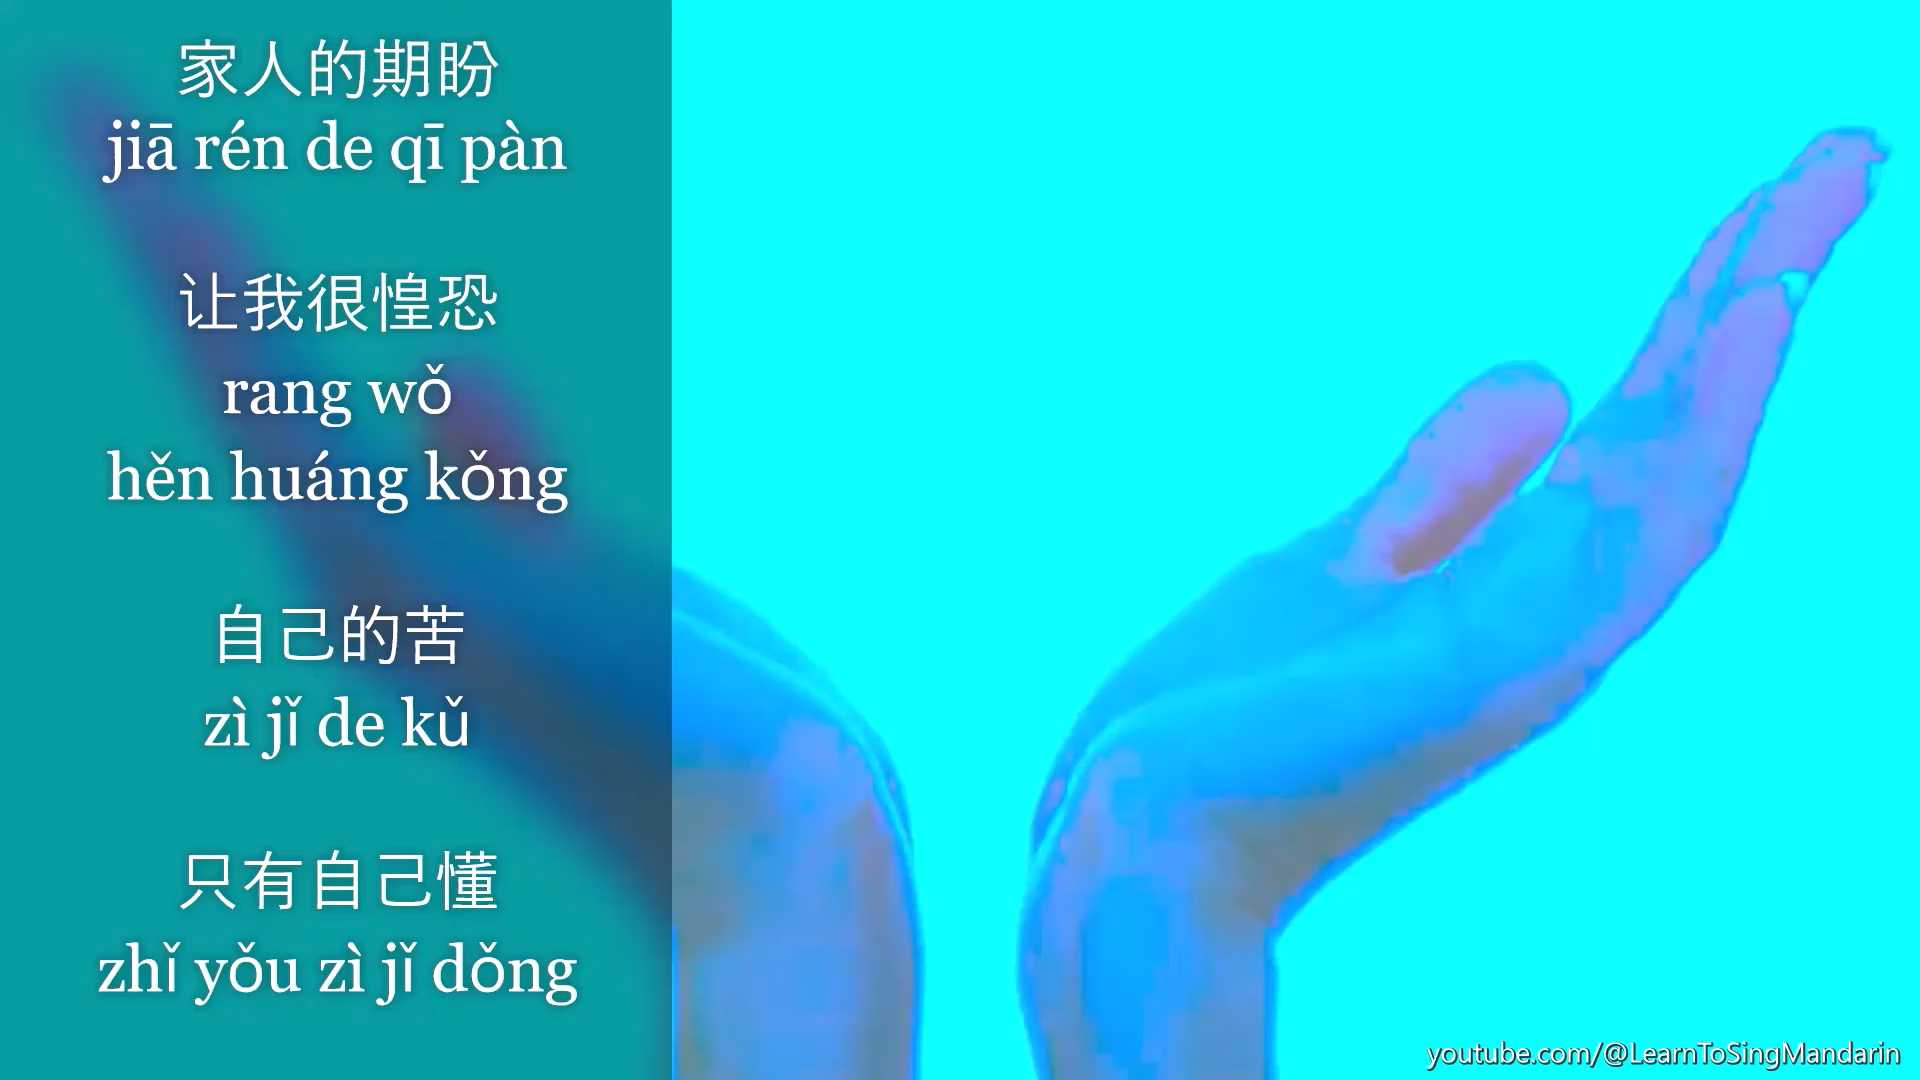 家人的期盼
jiā rén de qī pàn
让我很惶恐
rang wǒ
hěn huáng kǒng
自己的苦
zì jǐ de kǔ
只有自己懂
zhǐ yǒu zì jǐ dǒng
youtube.com/@LearnToSingMandarin